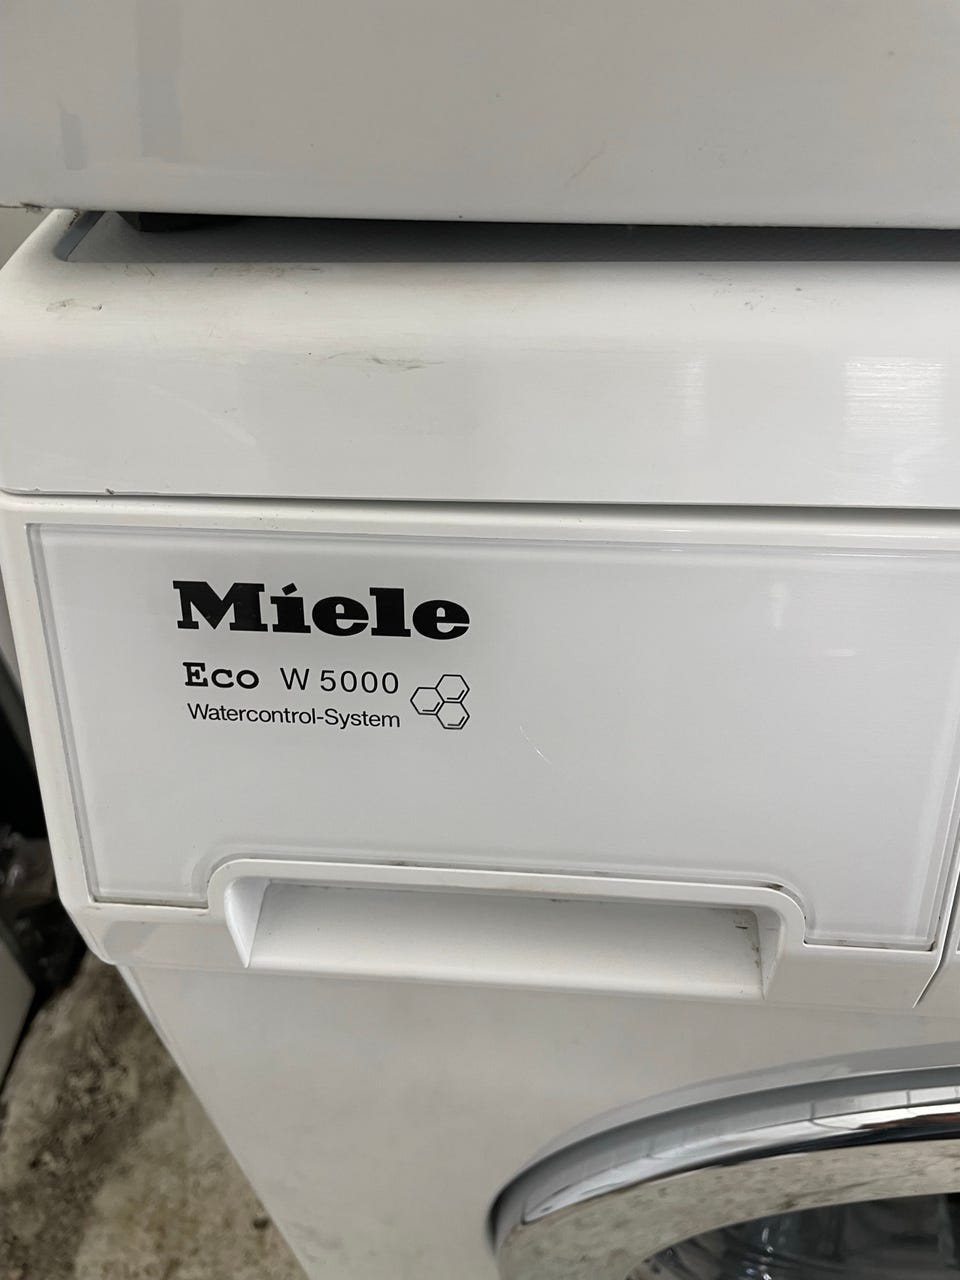 Miele
Eco W 5000
Watercontrol-System